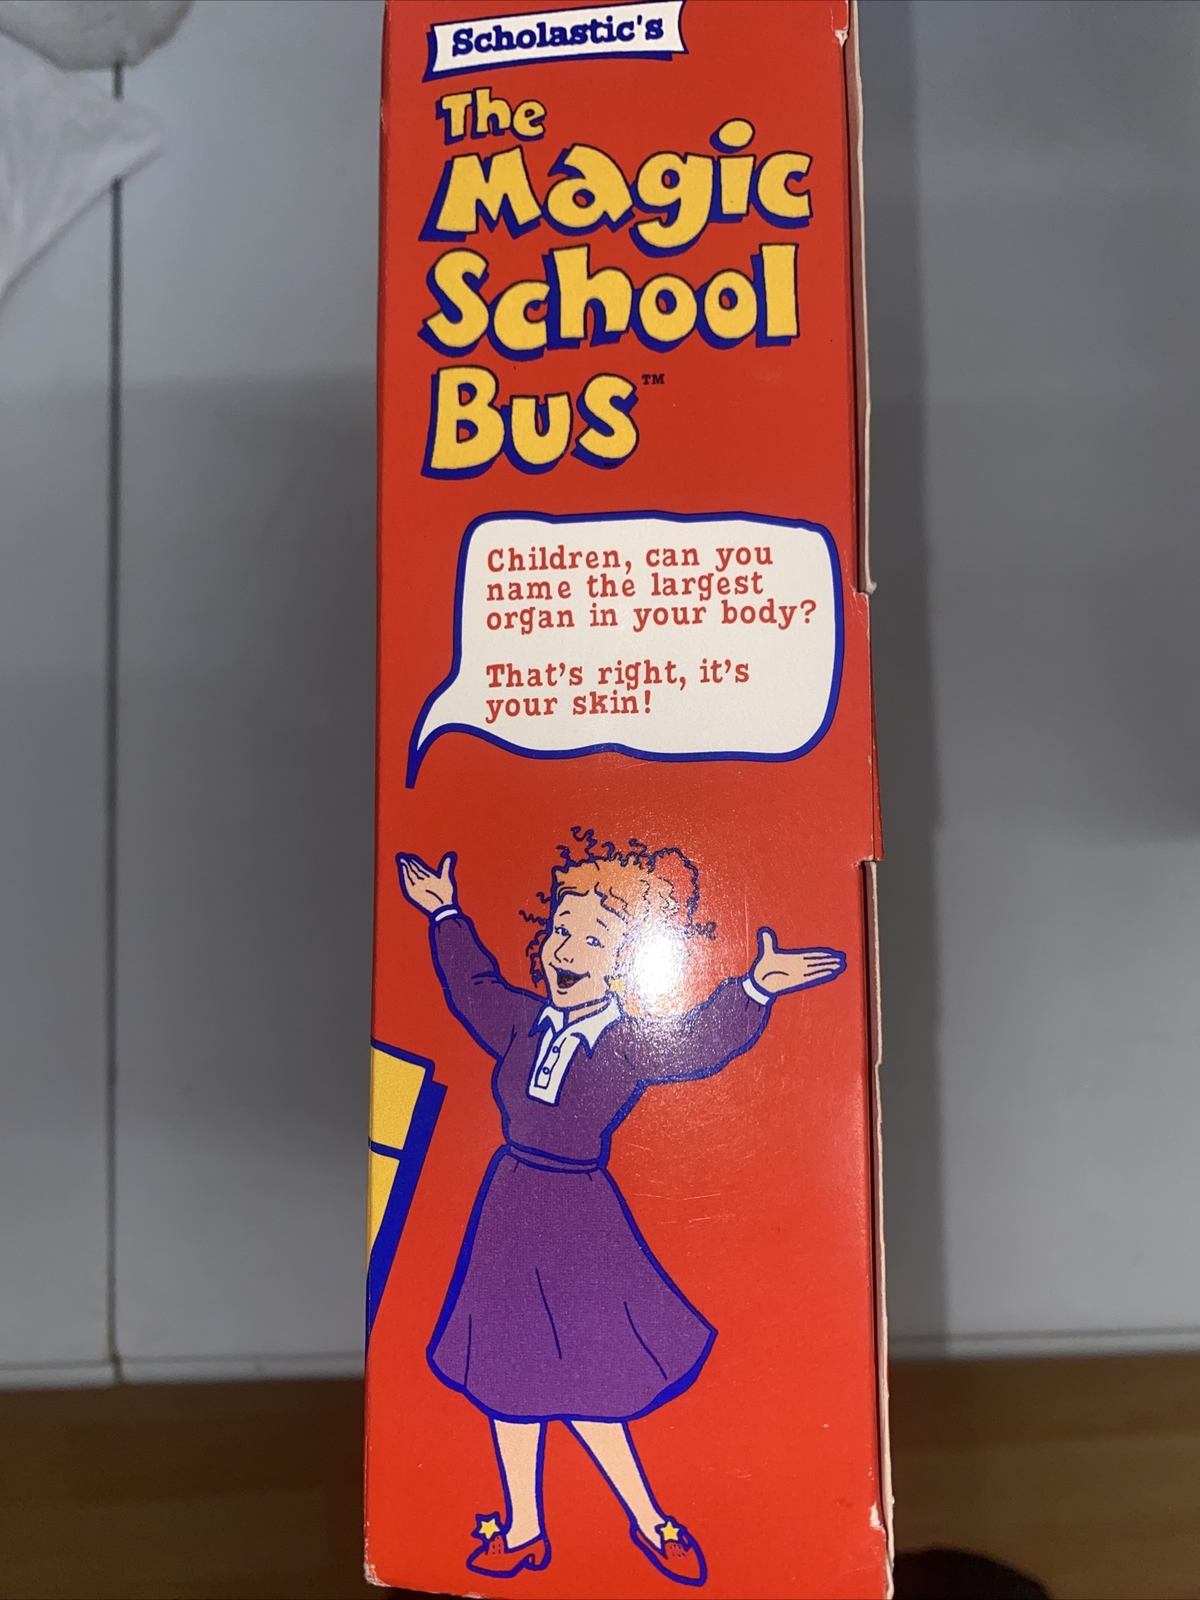 Scholastic's
The
Magic
School
Bus™
Children, can you
name the largest
organ in your body?
That's right, it's
your skin!